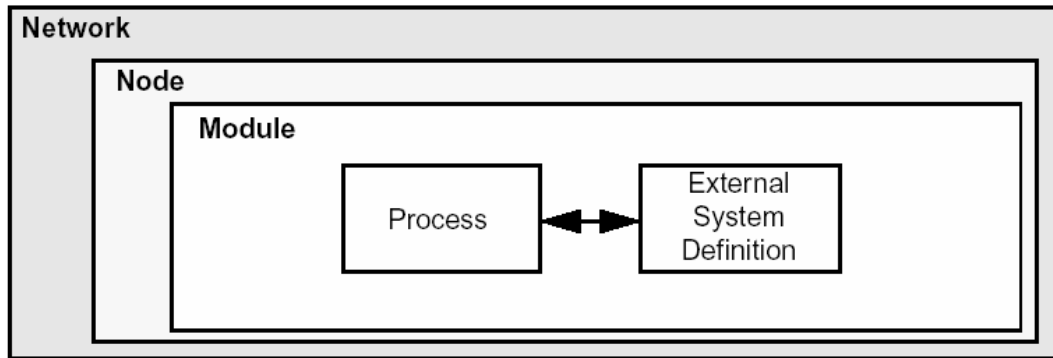 Network
Node
Module
Process
External
System
Definition